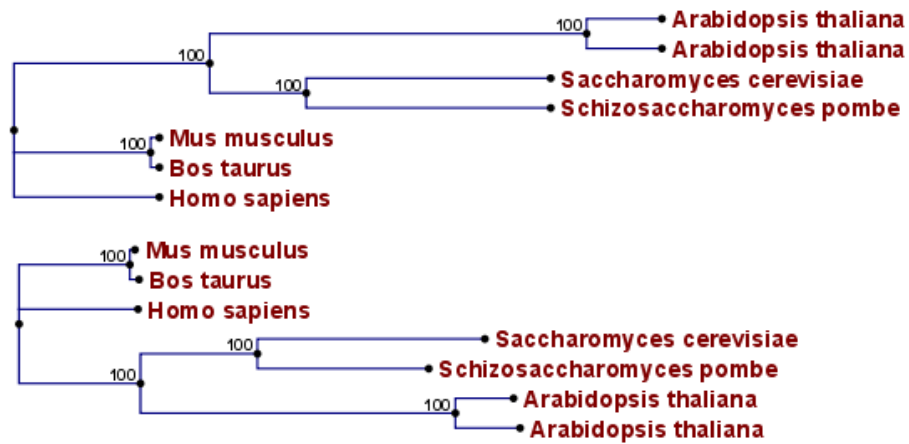 Arabidopsis thaliana
100
100
Arabidopsis thaliana
Saccharomyces cerevisiae
100
Schizosaccharomyces pombe
Mus musculus
100
Bos taurus
Homo sapiens
Mus musculus
100
Bos taurus
Homo sapiens
Saccharomyces cerevisiae
100
Schizosaccharomyces pombe
100
Arabidopsis thaliana
100
Arabidopsis thaliana